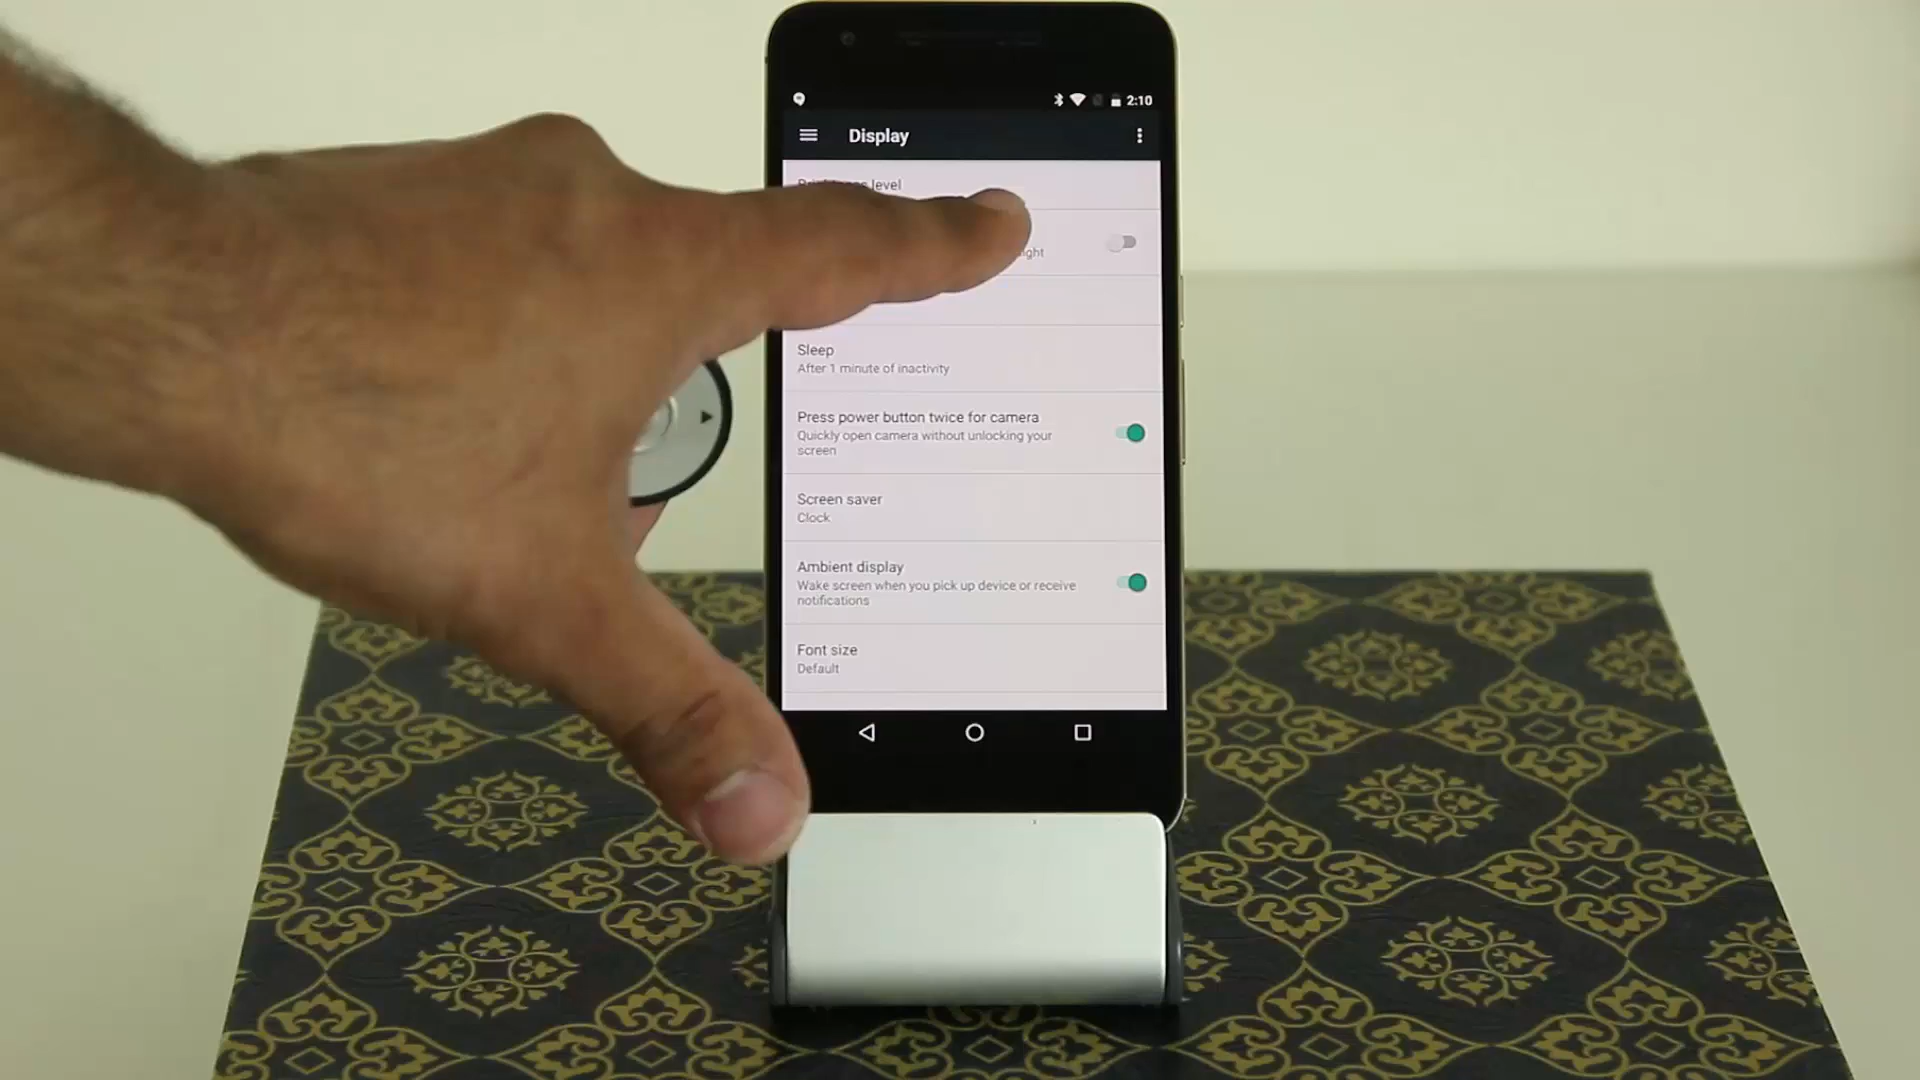 2:10
Display
level
Sleep
After 1 minute of inactivity
Press power button twice for camera
Quickly open camera without unlocking your
screen
Screen saver
Clock
Ambient display
Wake screen when you pick up device or receive
notifications
Font size
Default